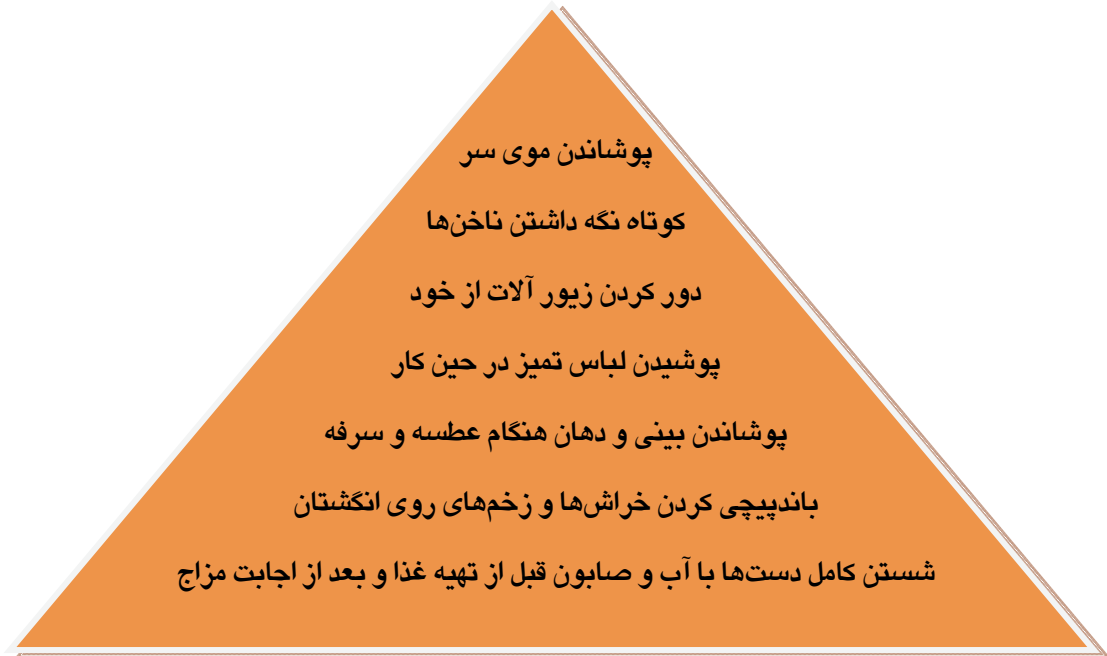 پوشاندن موی سر
کوتاه نگه داشتن ناخن‌ها
دور کردن زیور آلات از خود
پوشیدن لباس تمیز در حین کار
پوشاندن بینی و دهان هنگام عطسه و سرفه
باندپیچی کردن خراش‌ها و زخم‌های روی انگشتان
شستن کامل دست‌ها با آب و صابون قبل از تهیه غذا و بعد از اجابت مزاج